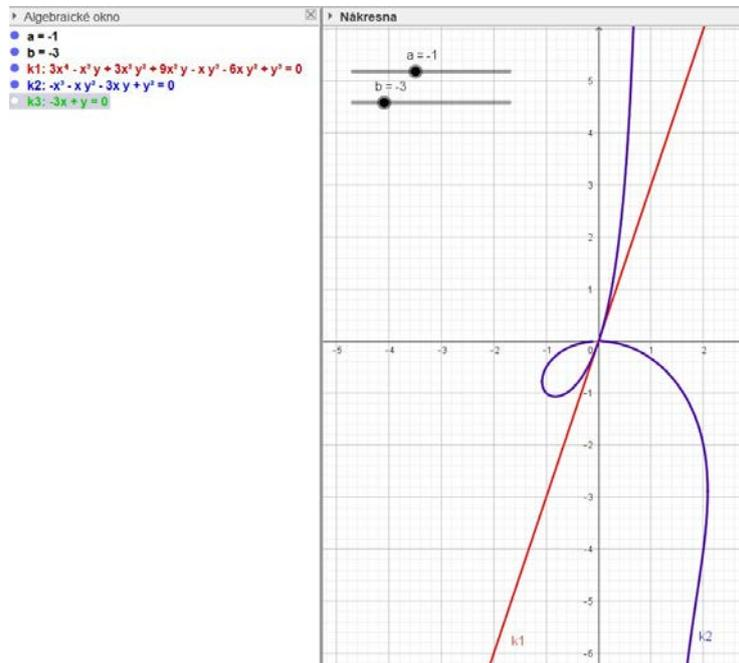 Algebraické okno
a = -1
b = -3
k1: 3x⁴ - x³ y + 3x² y² + 9x² y - x y³ - 6x y² + y³ = 0
k2: -x³ - x y² - 3x y + y² = 0
k3: -3x + y = 0
Nákresna
a = -1
b = -3
5
4
3
2
1
-5 -4 -3 -2 -1 0 1 2
-1
-2
-3
-4
-5
-6
k1
k2